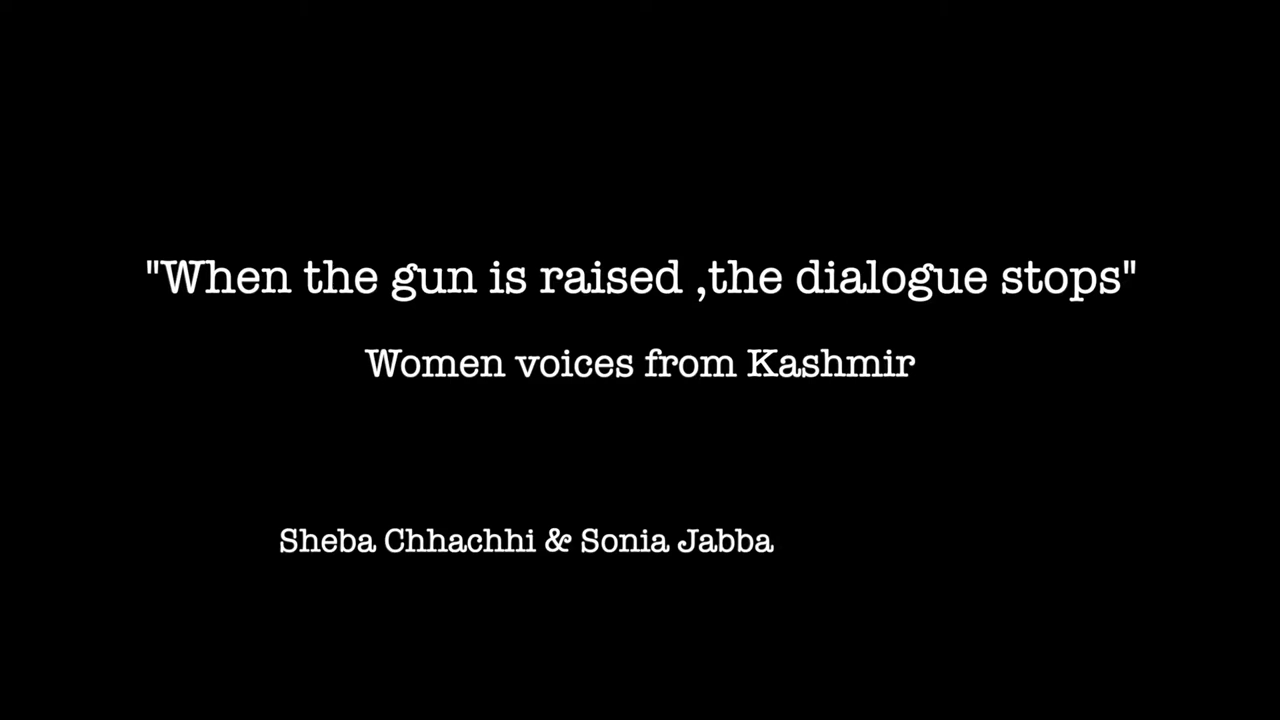 "When the gun is raised ,the dialogue stops"
Women voices from Kashmir
Sheba Chhachhi & Sonia Jabba